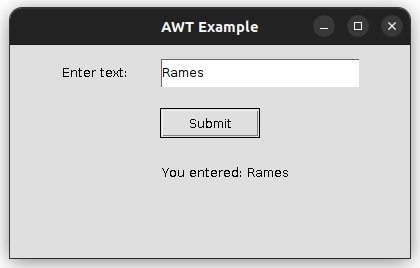 AWT Example
Enter text: Rames
Submit
You entered: Rames